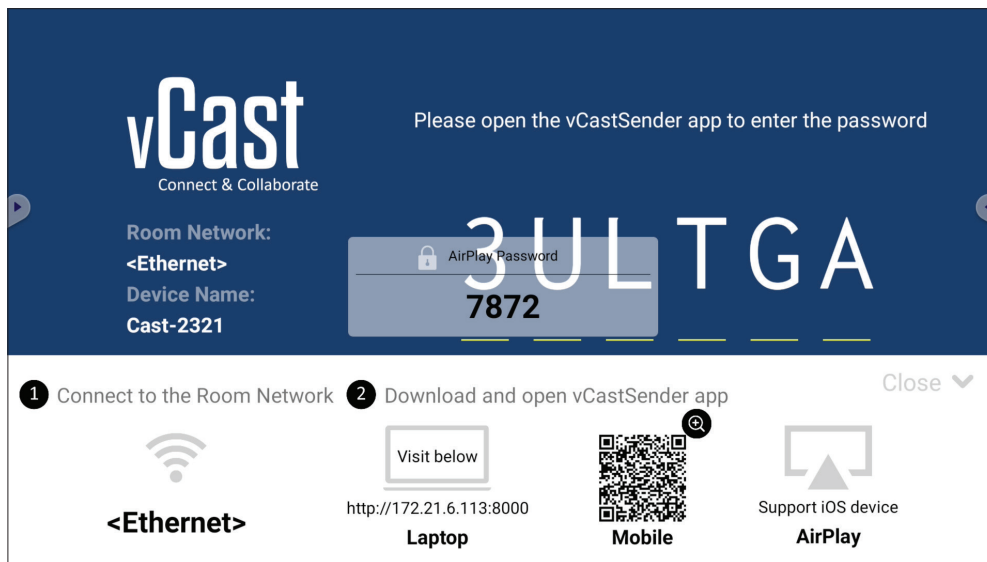 vCast
Connect & Collaborate
Please open the vCastSender app to enter the password
Room Network:
<Ethernet>
Device Name:
Cast-2321
3ULTGA
AirPlay Password
7872
Close
1 Connect to the Room Network
2 Download and open vCastSender app
<Ethernet>
Visit below
http://172.21.6.113:8000
Laptop
Mobile
Support iOS device
AirPlay